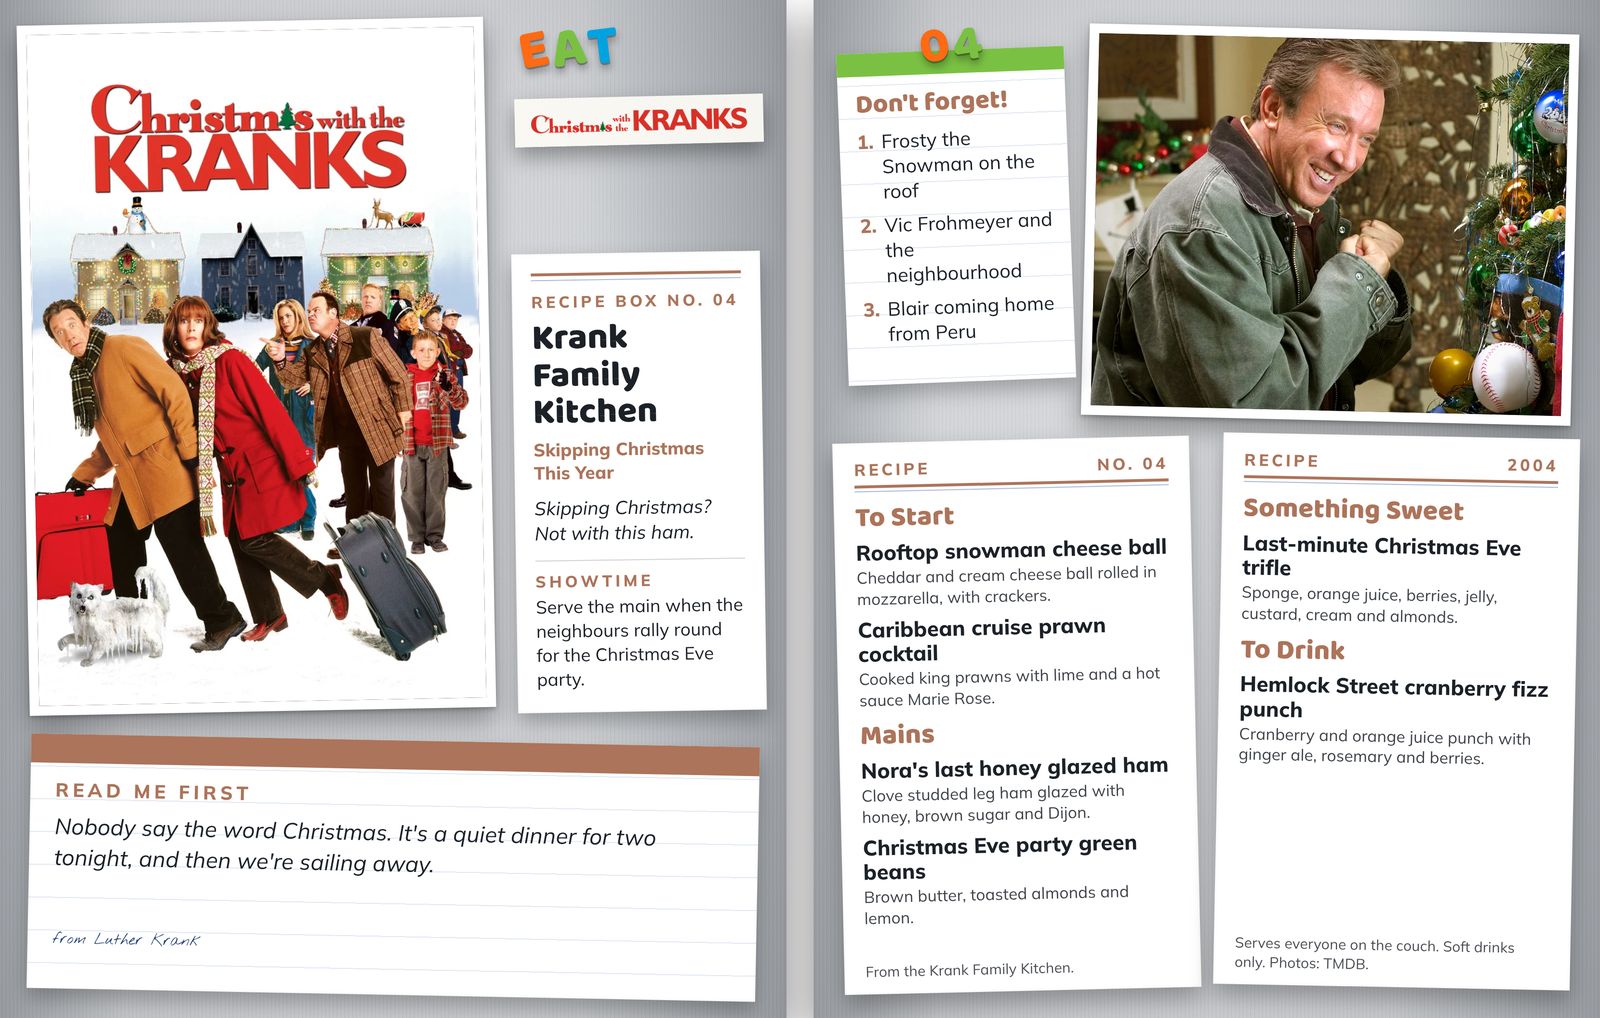 Christmas with the
KRANKS
EAT
Christmas with the KRANKS
RECIPE BOX NO. 04
Krank
Family
Kitchen
Skipping Christmas
This Year
Skipping Christmas?
Not with this ham.
SHOWTIME
Serve the main when the
neighbours rally round
for the Christmas Eve
party.
READ ME FIRST
Nobody say the word Christmas. It's a quiet dinner for two
tonight, and then we're sailing away.
from Luther Krank
04
Don't forget!
1. Frosty the
Snowman on the
roof
2. Vic Frohmeyer and
the
neighbourhood
3. Blair coming home
from Peru
RECIPE NO. 04
To Start
Rooftop snowman cheese ball
Cheddar and cream cheese ball rolled in
mozzarella, with crackers.
Caribbean cruise prawn
cocktail
Cooked king prawns with lime and a hot
sauce Marie Rose.
Mains
Nora's last honey glazed ham
Clove studded leg ham glazed with
honey, brown sugar and Dijon.
Christmas Eve party green
beans
Brown butter, toasted almonds and
lemon.
From the Krank Family Kitchen.
RECIPE 2004
Something Sweet
Last-minute Christmas Eve
trifle
Sponge, orange juice, berries, jelly,
custard, cream and almonds.
To Drink
Hemlock Street cranberry fizz
punch
Cranberry and orange juice punch with
ginger ale, rosemary and berries.
Serves everyone on the couch. Soft drinks
only. Photos: TMDB.